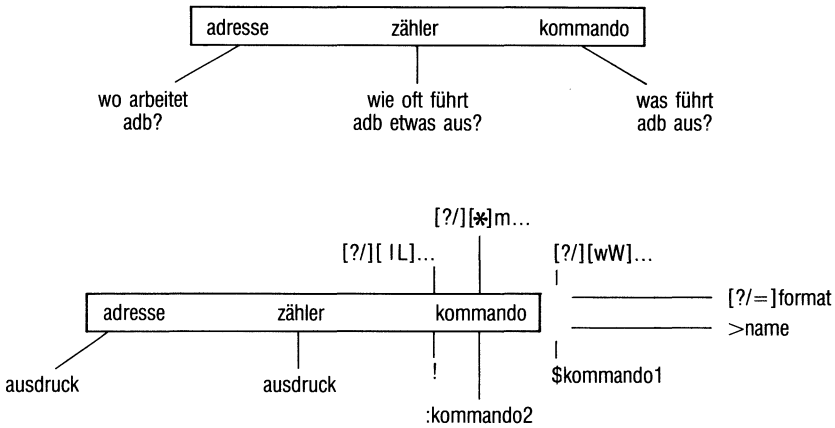 adresse zähler kommando
wo arbeitet
adb?
wie oft führt
adb etwas aus?
was führt
adb aus?
[?/][*]m...
[?/][ lL]...
[?/][wW]...
[?/=]format
adresse zähler kommando
>name
ausdruck
ausdruck
!
$kommando1
:kommando2